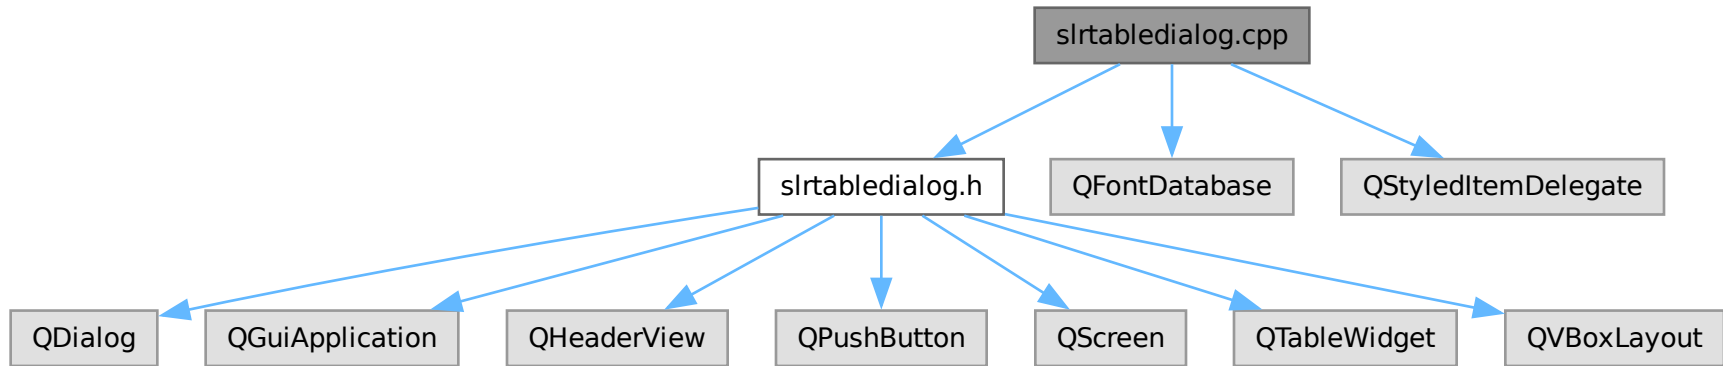 slrtabledialog.cpp
slrtabledialog.h
QFontDatabase
QStyledItemDelegate
QDialog
QGuiApplication
QHeaderView
QPushButton
QScreen
QTableWidget
QVBoxLayout